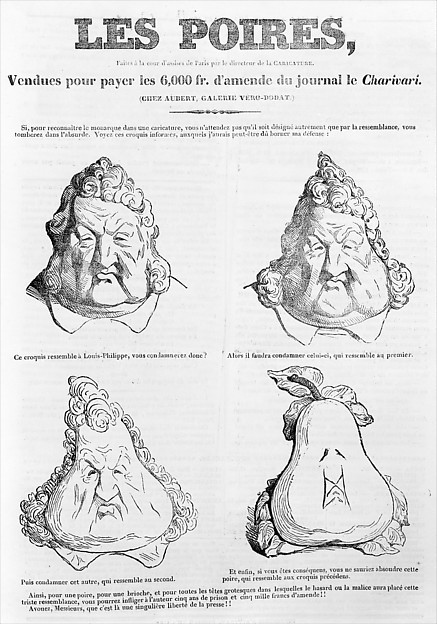 LES POIRES,
Faites à la cour d'assises de Paris par le directeur de la CARICATURE.
Vendues pour payer les 6,000 fr. d'amende du journal le Charivari.
(CHEZ AUBERT, GALERIE VERO-DODAT)
Si, pour reconnaître le monarque dans une caricature, vous n'attendez pas qu'il soit désigné autrement que par la ressemblance, vous
tomberez dans l'absurde. Voyez ces croquis informes, auxquels j'aurais peut-être dû borner ma défense :
Ce croquis ressemble à Louis-Philippe, vous condamnerez donc?
Alors il faudra condamner celui-ci, qui ressemble au premier.
Puis condamner cet autre, qui ressemble au second.
Et enfin, si vous êtes conséquens, vous ne sauriez absoudre cette
poire, qui ressemble aux croquis précédens.
Ainsi, pour une poire, pour une brioche, et pour toutes les têtes grotesques dans lesquelles le hasard ou la malice aura placé cette
triste ressemblance, vous pourrez infliger à l'auteur cinq ans de prison et cinq mille francs d'amende!!
Avouez, Messieurs, que c'est là une singulière liberté de la presse!!